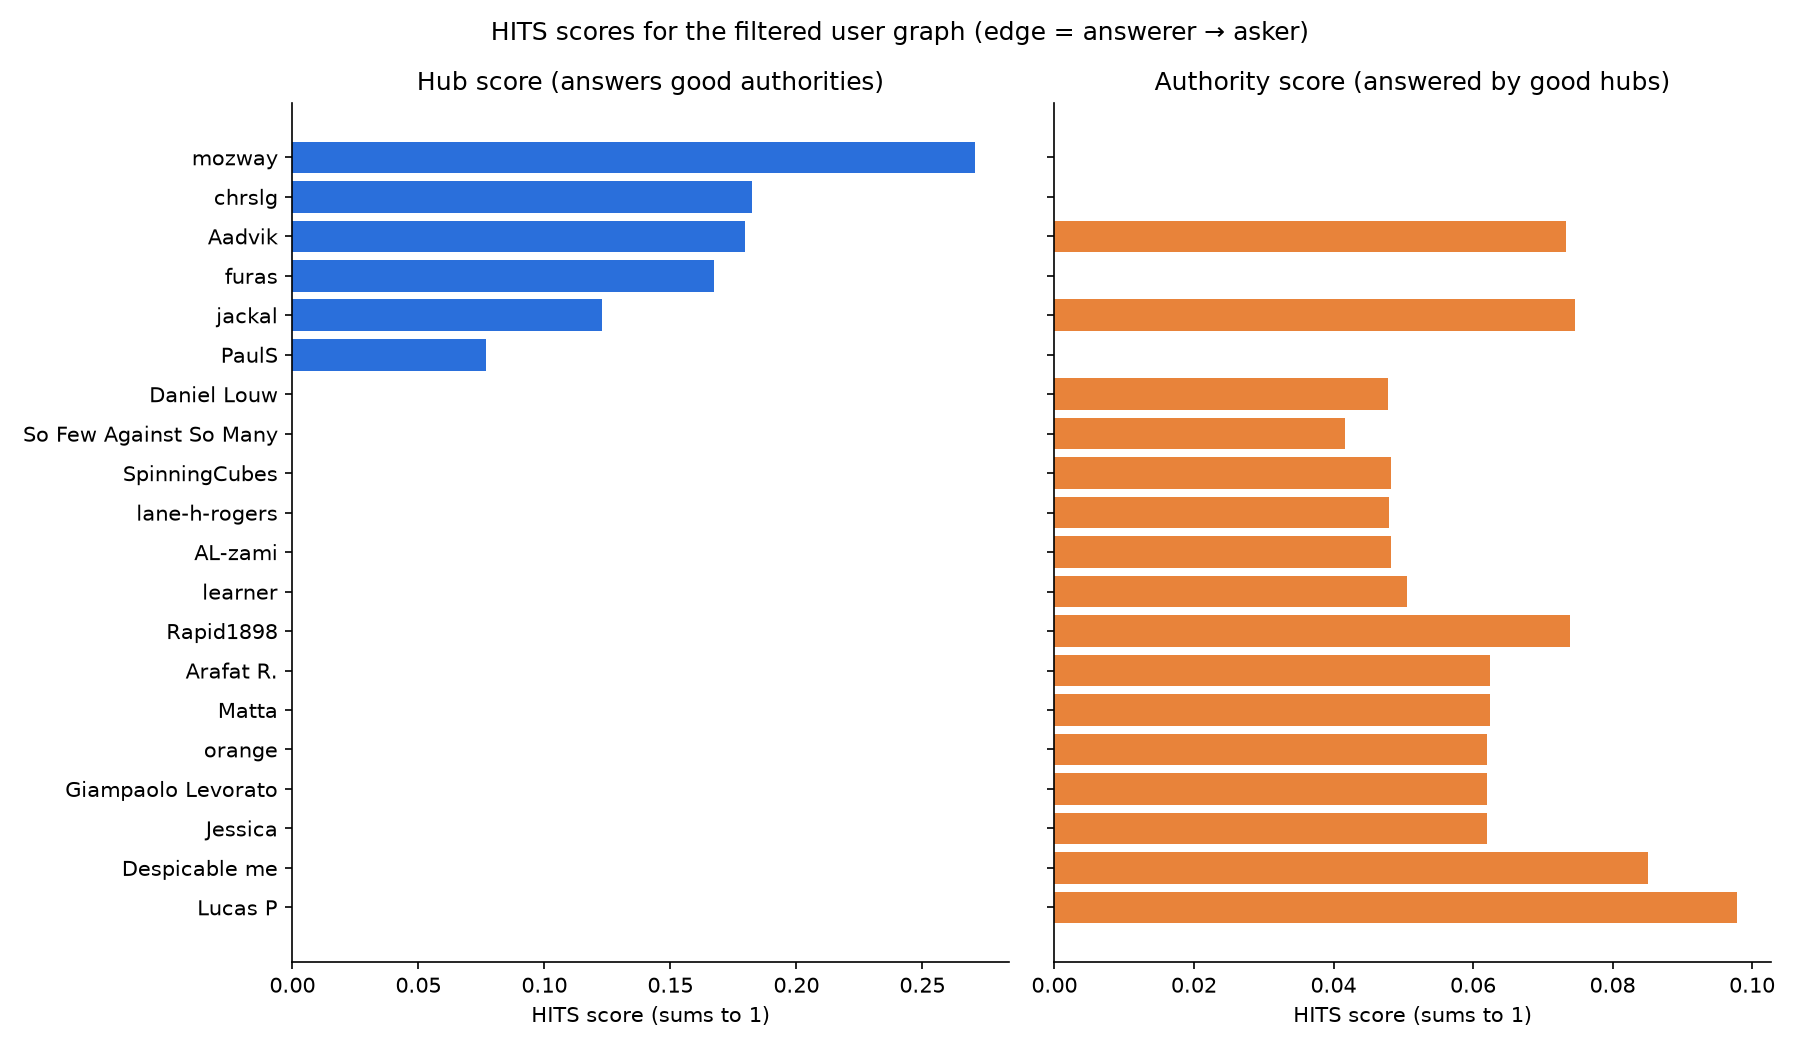 HITS scores for the filtered user graph (edge = answerer → asker)
Hub score (answers good authorities)
Authority score (answered by good hubs)
mozway
chrslg
Aadvik
furas
jackal
PaulS
Daniel Louw
So Few Against So Many
SpinningCubes
lane-h-rogers
AL-zami
learner
Rapid1898
Arafat R.
Matta
orange
Giampaolo Levorato
Jessica
Despicable me
Lucas P
0.00 0.05 0.10 0.15 0.20 0.25
0.00 0.02 0.04 0.06 0.08 0.10
HITS score (sums to 1)
HITS score (sums to 1)